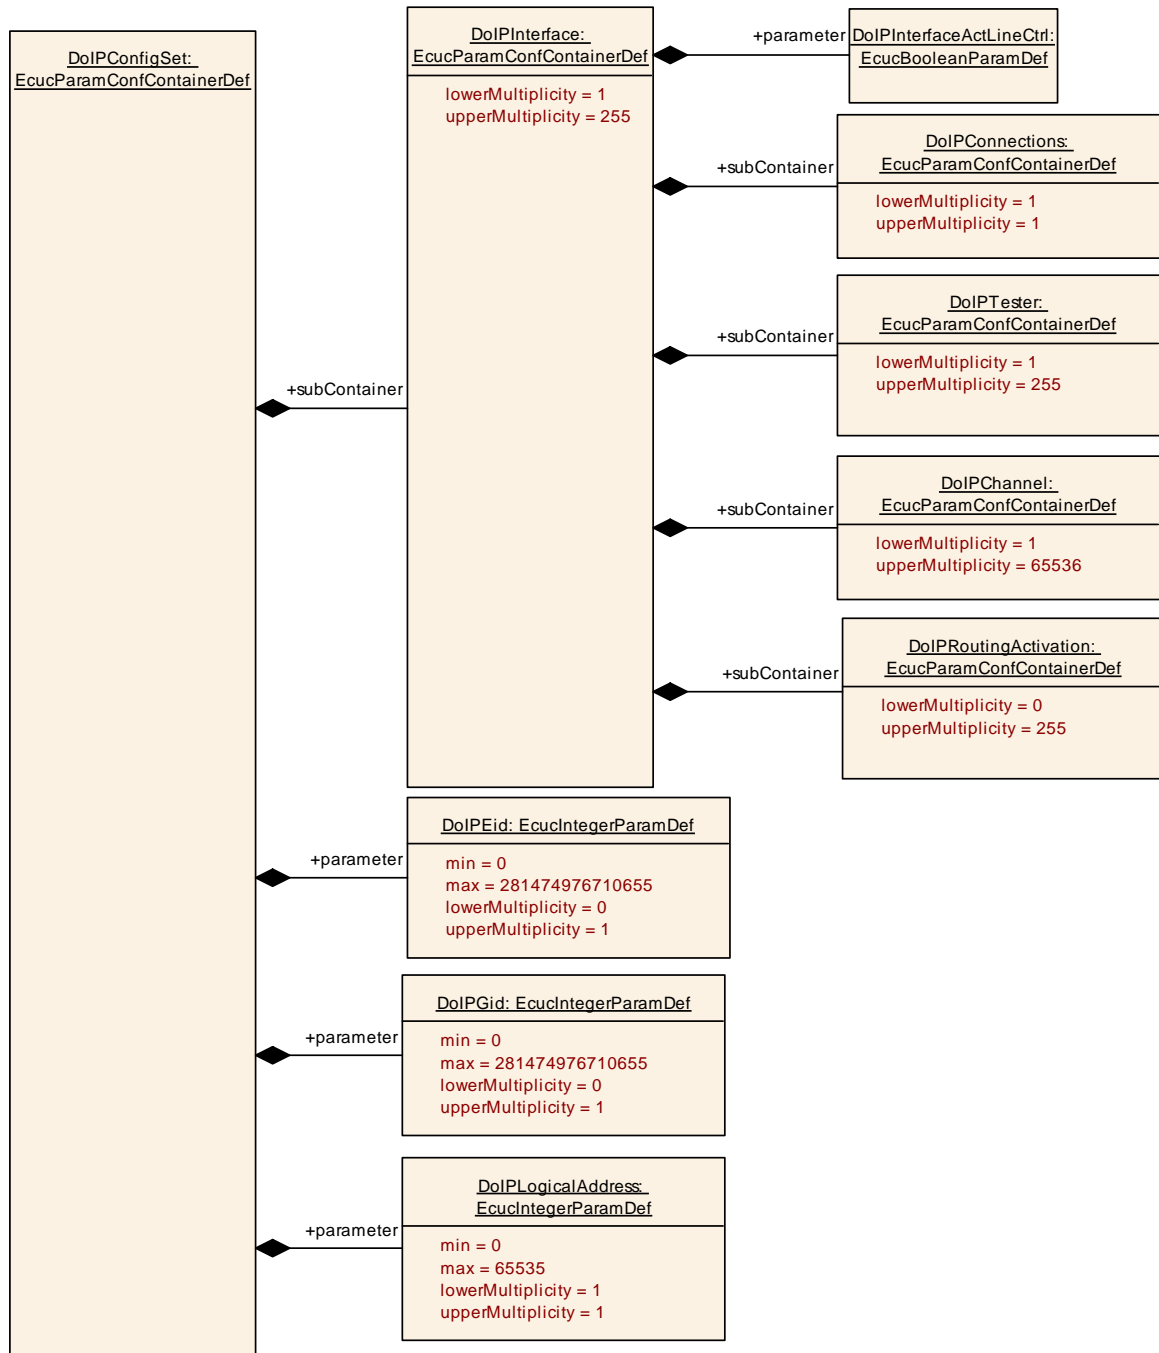 DoIPConfigSet:
EcucParamConfContainerDef
+subContainer
DoIPInterface:
EcucParamConfContainerDef
lowerMultiplicity = 1
upperMultiplicity = 255
+parameter
DoIPInterfaceActLineCtrl:
EcucBooleanParamDef
+subContainer
DoIPConnections:
EcucParamConfContainerDef
lowerMultiplicity = 1
upperMultiplicity = 1
+subContainer
DoIPTester:
EcucParamConfContainerDef
lowerMultiplicity = 1
upperMultiplicity = 255
+subContainer
DoIPChannel:
EcucParamConfContainerDef
lowerMultiplicity = 1
upperMultiplicity = 65536
+subContainer
DoIPRoutingActivation:
EcucParamConfContainerDef
lowerMultiplicity = 0
upperMultiplicity = 255
+parameter
DoIPEid: EcucIntegerParamDef
min = 0
max = 281474976710655
lowerMultiplicity = 0
upperMultiplicity = 1
+parameter
DoIPGid: EcucIntegerParamDef
min = 0
max = 281474976710655
lowerMultiplicity = 0
upperMultiplicity = 1
+parameter
DoIPLogicalAddress:
EcucIntegerParamDef
min = 0
max = 65535
lowerMultiplicity = 1
upperMultiplicity = 1